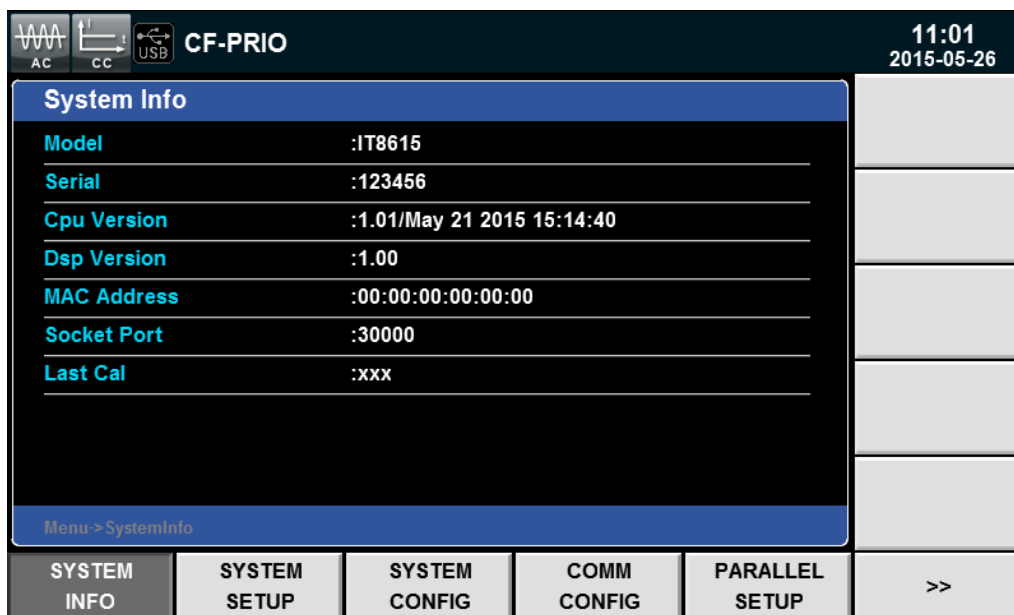 AC CC USB CF-PRIO 11:01
2015-05-26
System Info
Model :IT8615
Serial :123456
Cpu Version :1.01/May 21 2015 15:14:40
Dsp Version :1.00
MAC Address :00:00:00:00:00:00
Socket Port :30000
Last Cal :xxx
Menu->SystemInfo
SYSTEM INFO
SYSTEM SETUP
SYSTEM CONFIG
COMM CONFIG
PARALLEL SETUP
>>